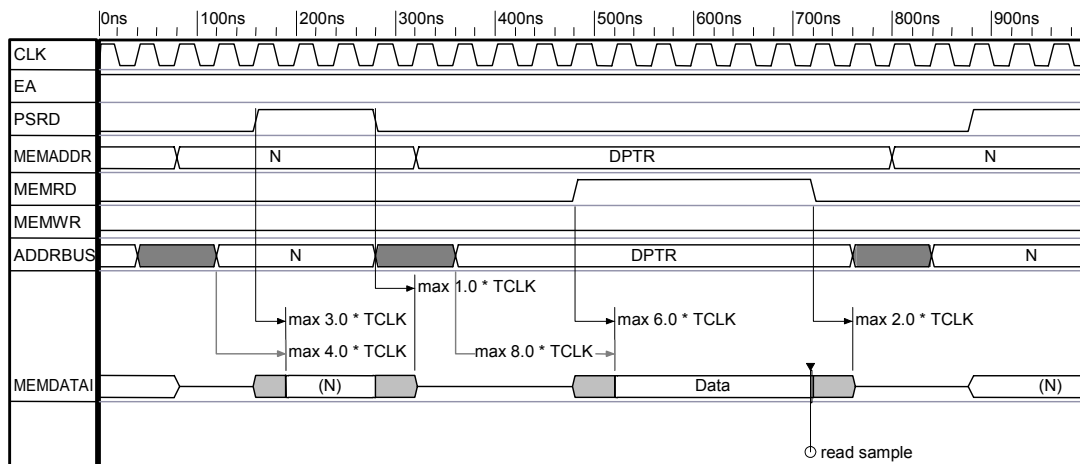 0ns 100ns 200ns 300ns 400ns 500ns 600ns 700ns 800ns 900ns
CLK
EA
PSRD
MEMADDR N DPTR N
MEMRD
MEMWR
ADDRBUS N DPTR N
max 1.0 * TCLK
max 3.0 * TCLK max 6.0 * TCLK max 2.0 * TCLK
max 4.0 * TCLK max 8.0 * TCLK
MEMDATAI (N) Data (N)
read sample